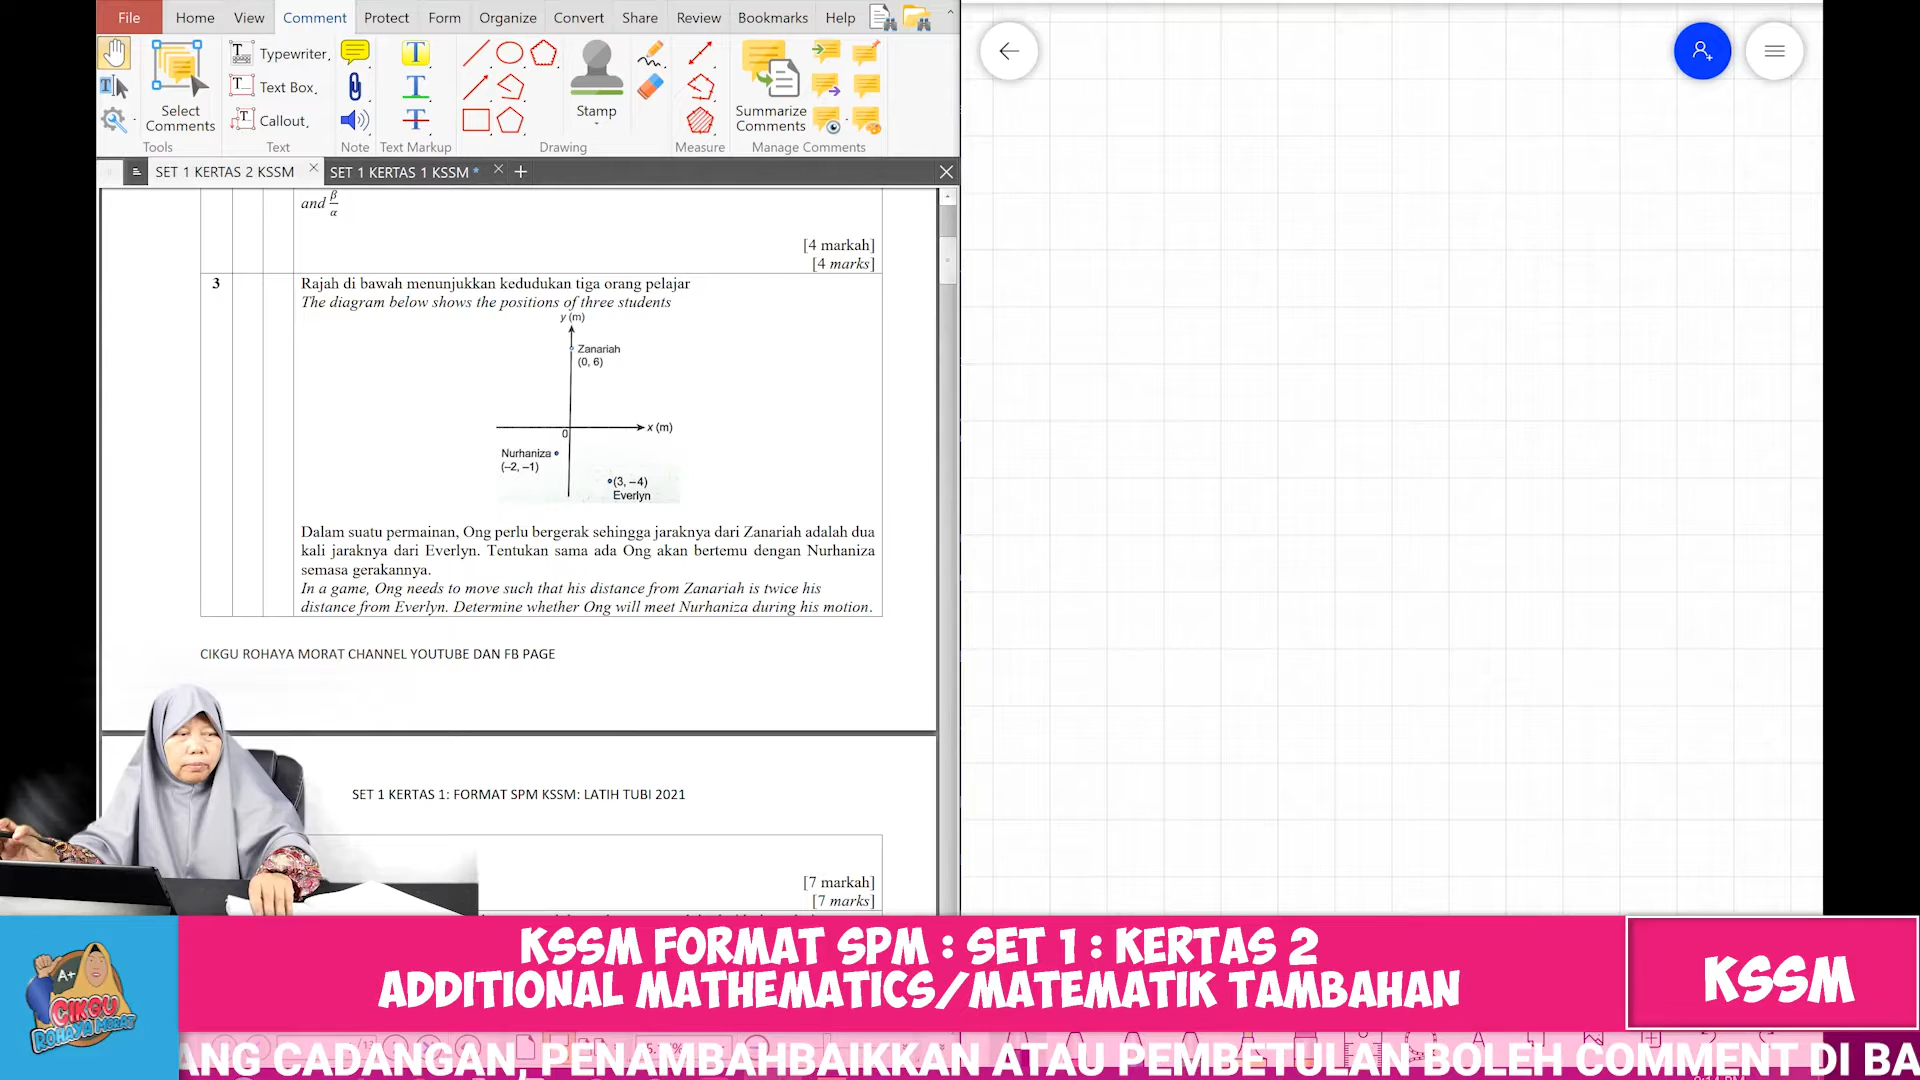 File Home View Comment Protect Form Organize Convert Share Review Bookmarks Help
Typewriter
Text Box
Callout
Select Comments
Stamp
Summarize Comments
Tools Text Note Text Markup Drawing Measure Manage Comments
SET 1 KERTAS 2 KSSM SET 1 KERTAS 1 KSSM *
and β/α
[4 markah]
[4 marks]
3 Rajah di bawah menunjukkan kedudukan tiga orang pelajar
The diagram below shows the positions of three students
y (m)
Zanariah
(0, 6)
0 x (m)
Nurhaniza
(–2, –1)
(3, –4)
Everlyn
Dalam suatu permainan, Ong perlu bergerak sehingga jaraknya dari Zanariah adalah dua
kali jaraknya dari Everlyn. Tentukan sama ada Ong akan bertemu dengan Nurhaniza
semasa gerakannya.
In a game, Ong needs to move such that his distance from Zanariah is twice his
distance from Everlyn. Determine whether Ong will meet Nurhaniza during his motion.
CIKGU ROHAYA MORAT CHANNEL YOUTUBE DAN FB PAGE
SET 1 KERTAS 1: FORMAT SPM KSSM: LATIH TUBI 2021
[7 markah]
[7 marks]
KSSM FORMAT SPM : SET 1 : KERTAS 2
ADDITIONAL MATHEMATICS/MATEMATIK TAMBAHAN
KSSM
A+
CIKGU
ROHAYA MORAT
ANG CADANGAN, PENAMBAHBAIKKAN ATAU PEMBETULAN BOLEH COMMENT DI BA